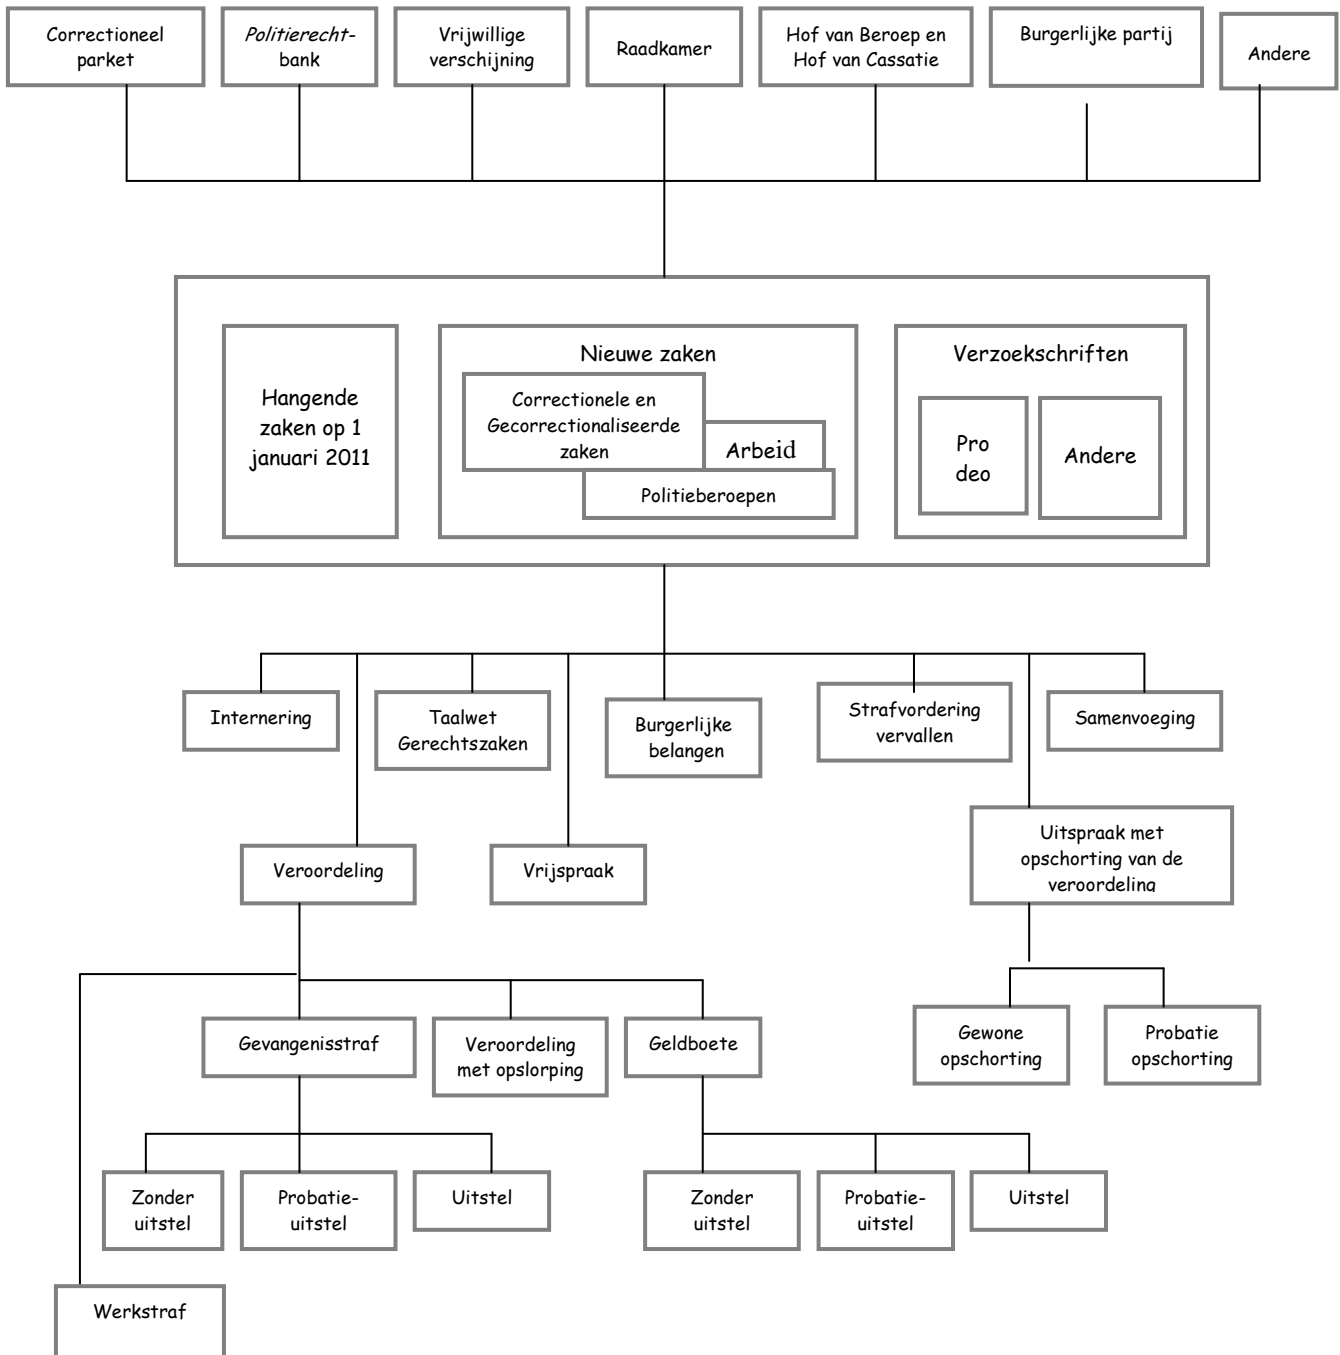 Correctioneel
parket
Politierecht-
bank
Vrijwillige
verschijning
Raadkamer
Hof van Beroep en
Hof van Cassatie
Burgerlijke partij
Andere
Hangende
zaken op 1
januari 2011
Nieuwe zaken
Correctionele en
Gecorrectionaliseerde
zaken
Arbeid
Politieberoepen
Verzoekschriften
Pro
deo
Andere
Internering
Taalwet
Gerechtszaken
Burgerlijke
belangen
Strafvordering
vervallen
Samenvoeging
Veroordeling
Vrijspraak
Uitspraak met
opschorting van de
veroordeling
Gevangenisstraf
Veroordeling
met opslorping
Geldboete
Gewone
opschorting
Probatie
opschorting
Zonder
uitstel
Probatie-
uitstel
Uitstel
Zonder
uitstel
Probatie-
uitstel
Uitstel
Werkstraf